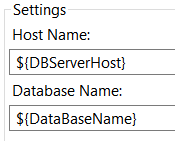 Settings
Host Name:
${DBServerHost}
Database Name:
${DataBaseName}